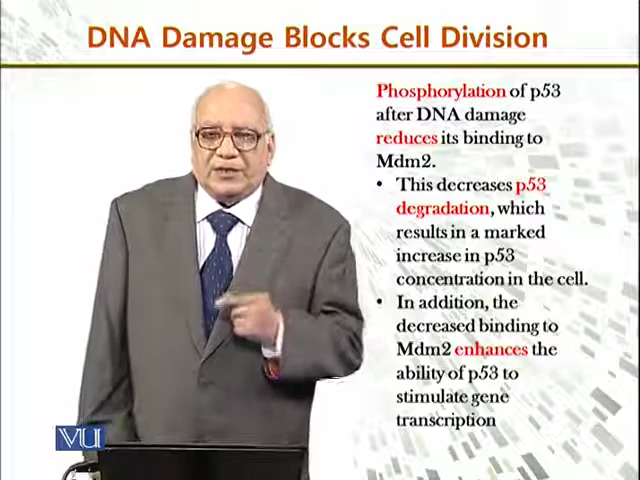 DNA Damage Blocks Cell Division
Phosphorylation of p53
after DNA damage
reduces its binding to
Mdm2.
• This decreases p53
degradation, which
results in a marked
increase in p53
concentration in the cell.
• In addition, the
decreased binding to
Mdm2 enhances the
ability of p53 to
stimulate gene
transcription
VU